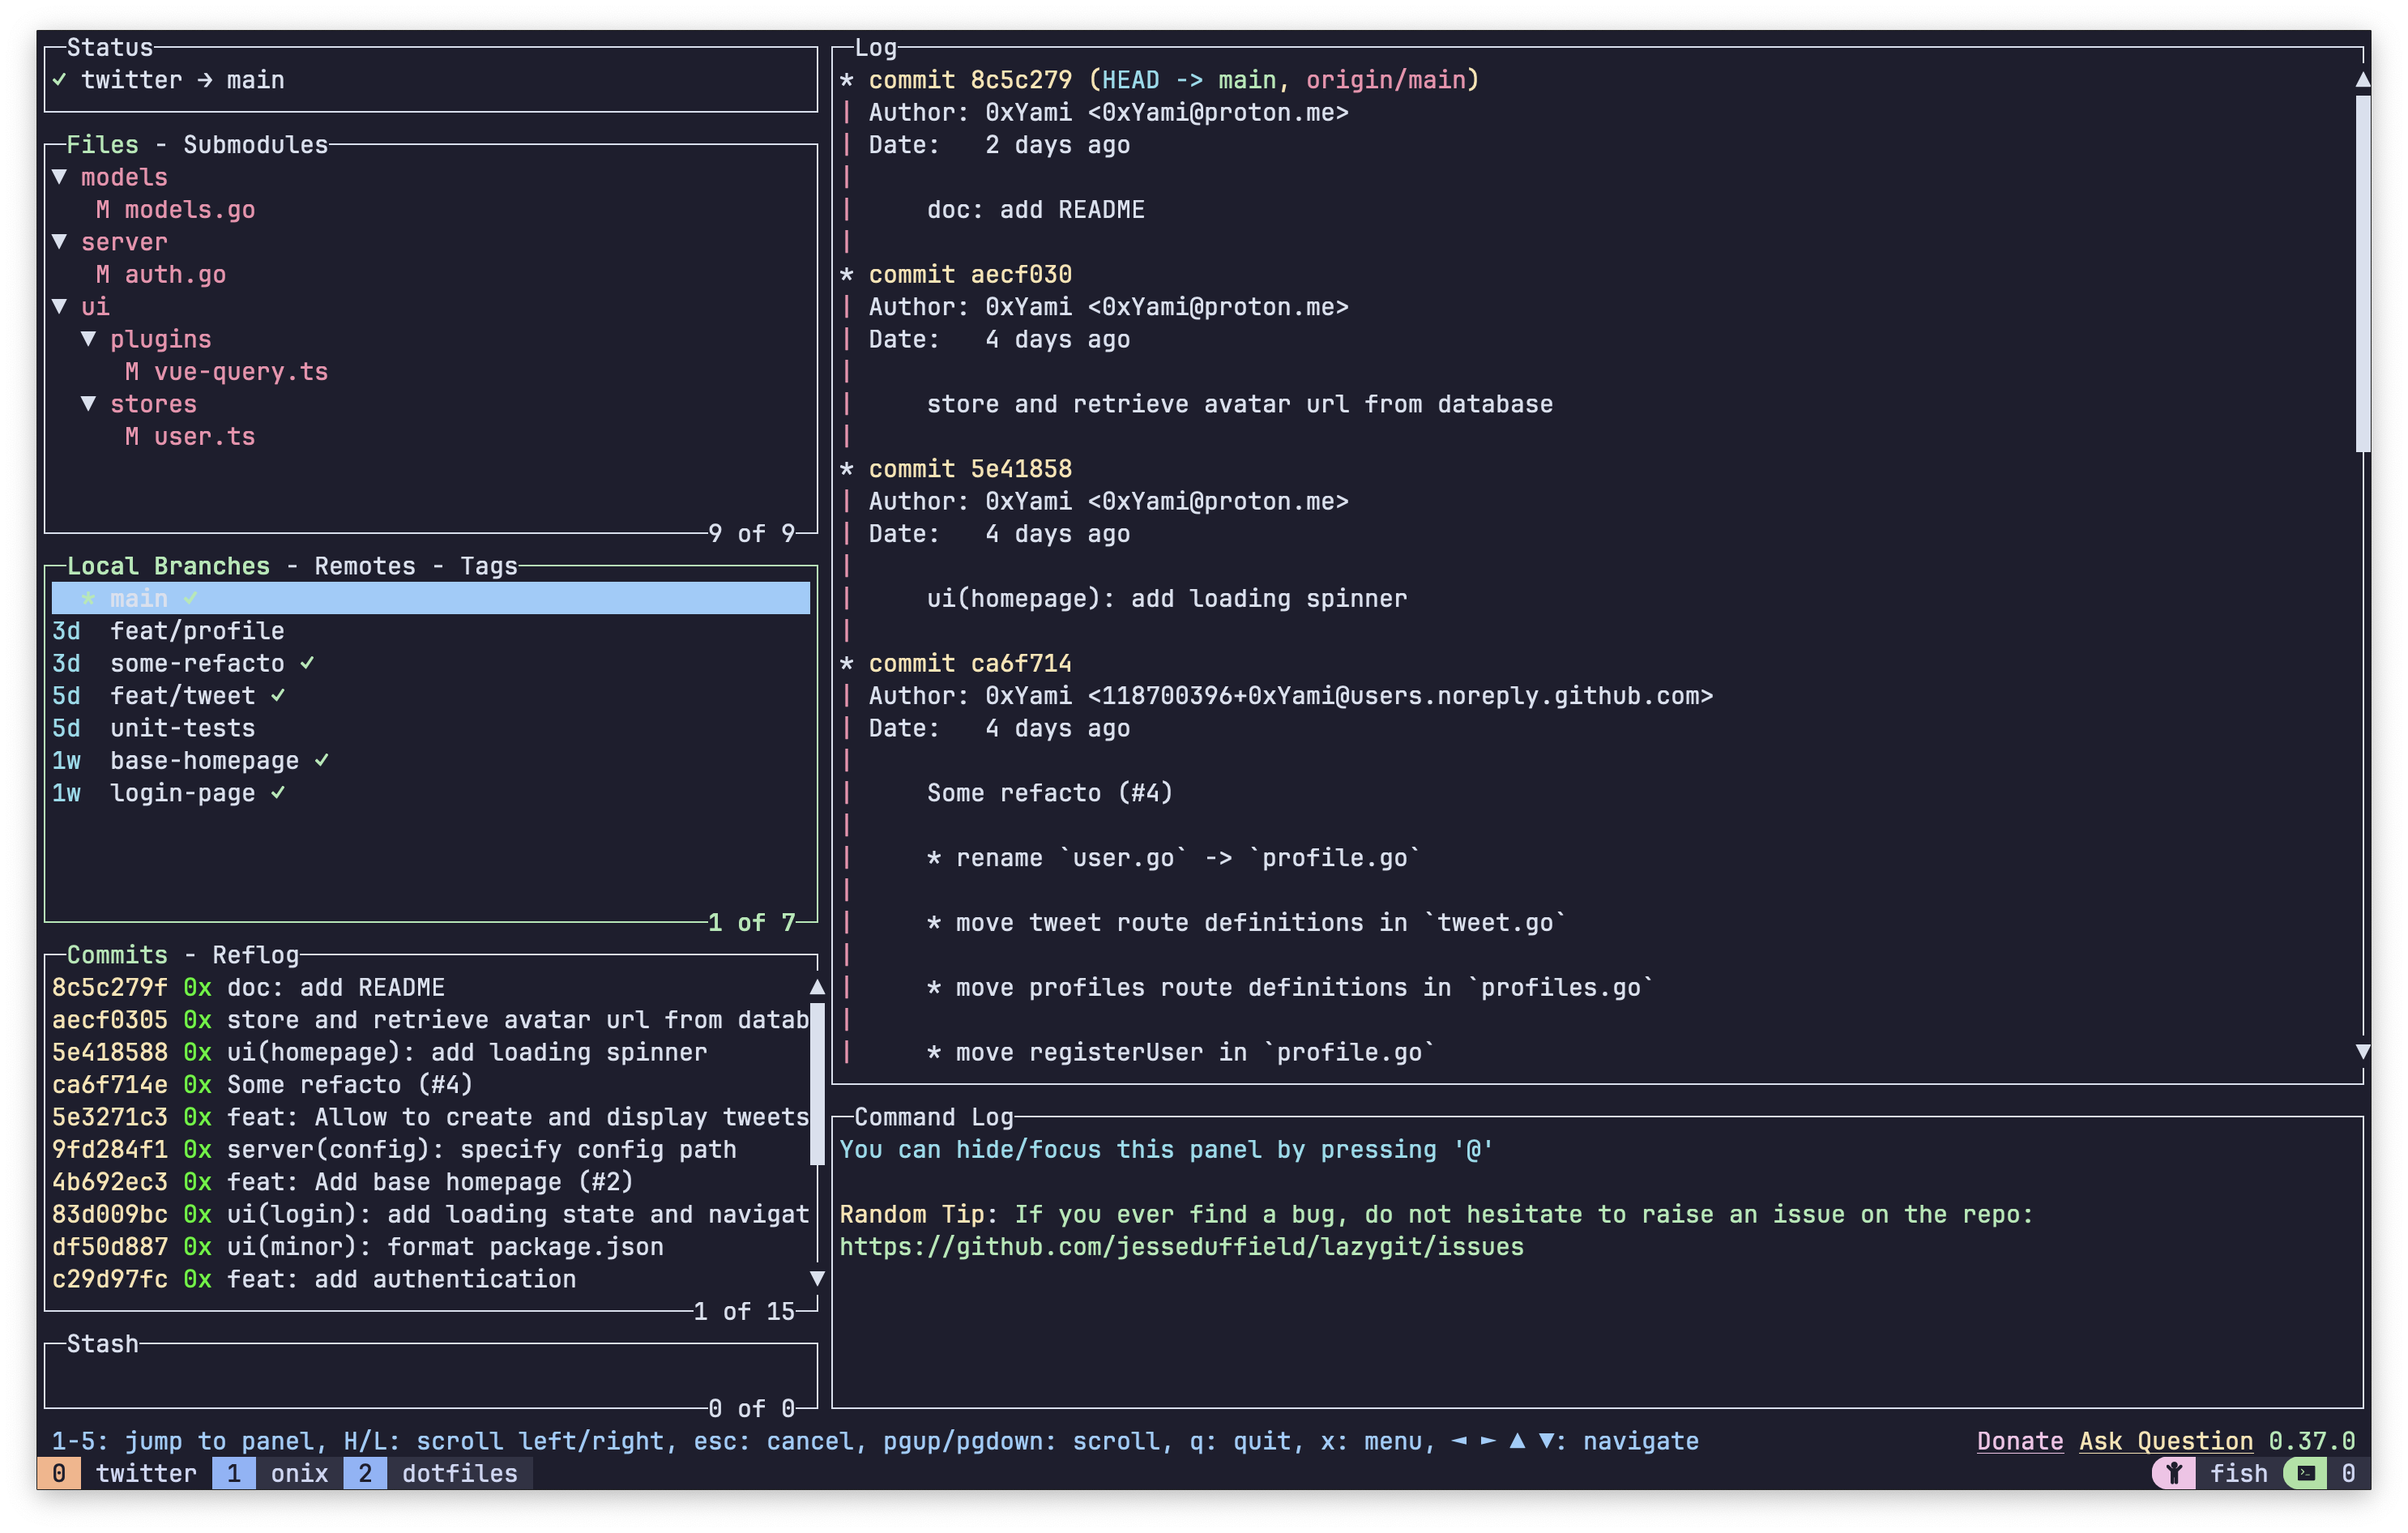 Status
✓ twitter → main
Files - Submodules
▼ models
M models.go
▼ server
M auth.go
▼ ui
▼ plugins
M vue-query.ts
▼ stores
M user.ts
9 of 9
Local Branches - Remotes - Tags
* main ✓
3d feat/profile
3d some-refacto ✓
5d feat/tweet ✓
5d unit-tests
1w base-homepage ✓
1w login-page ✓
1 of 7
Commits - Reflog
8c5c279f 0x doc: add README
aecf0305 0x store and retrieve avatar url from datab
5e418588 0x ui(homepage): add loading spinner
ca6f714e 0x Some refacto (#4)
5e3271c3 0x feat: Allow to create and display tweets
9fd284f1 0x server(config): specify config path
4b692ec3 0x feat: Add base homepage (#2)
83d009bc 0x ui(login): add loading state and navigat
df50d887 0x ui(minor): format package.json
c29d97fc 0x feat: add authentication
1 of 15
Stash
0 of 0
Log
* commit 8c5c279 (HEAD -> main, origin/main)
| Author: 0xYami <0xYami@proton.me>
| Date:   2 days ago
|
|     doc: add README
|
* commit aecf030
| Author: 0xYami <0xYami@proton.me>
| Date:   4 days ago
|
|     store and retrieve avatar url from database
|
* commit 5e41858
| Author: 0xYami <0xYami@proton.me>
| Date:   4 days ago
|
|     ui(homepage): add loading spinner
|
* commit ca6f714
| Author: 0xYami <118700396+0xYami@users.noreply.github.com>
| Date:   4 days ago
|
|     Some refacto (#4)
|
|     * rename `user.go` -> `profile.go`
|
|     * move tweet route definitions in `tweet.go`
|
|     * move profiles route definitions in `profiles.go`
|
|     * move registerUser in `profile.go`
Command Log
You can hide/focus this panel by pressing '@'
Random Tip: If you ever find a bug, do not hesitate to raise an issue on the repo:
https://github.com/jesseduffield/lazygit/issues
1-5: jump to panel, H/L: scroll left/right, esc: cancel, pgup/pgdown: scroll, q: quit, x: menu, ◄ ► ▲ ▼: navigate
Donate Ask Question 0.37.0
0 twitter 1 onix 2 dotfiles
fish 0